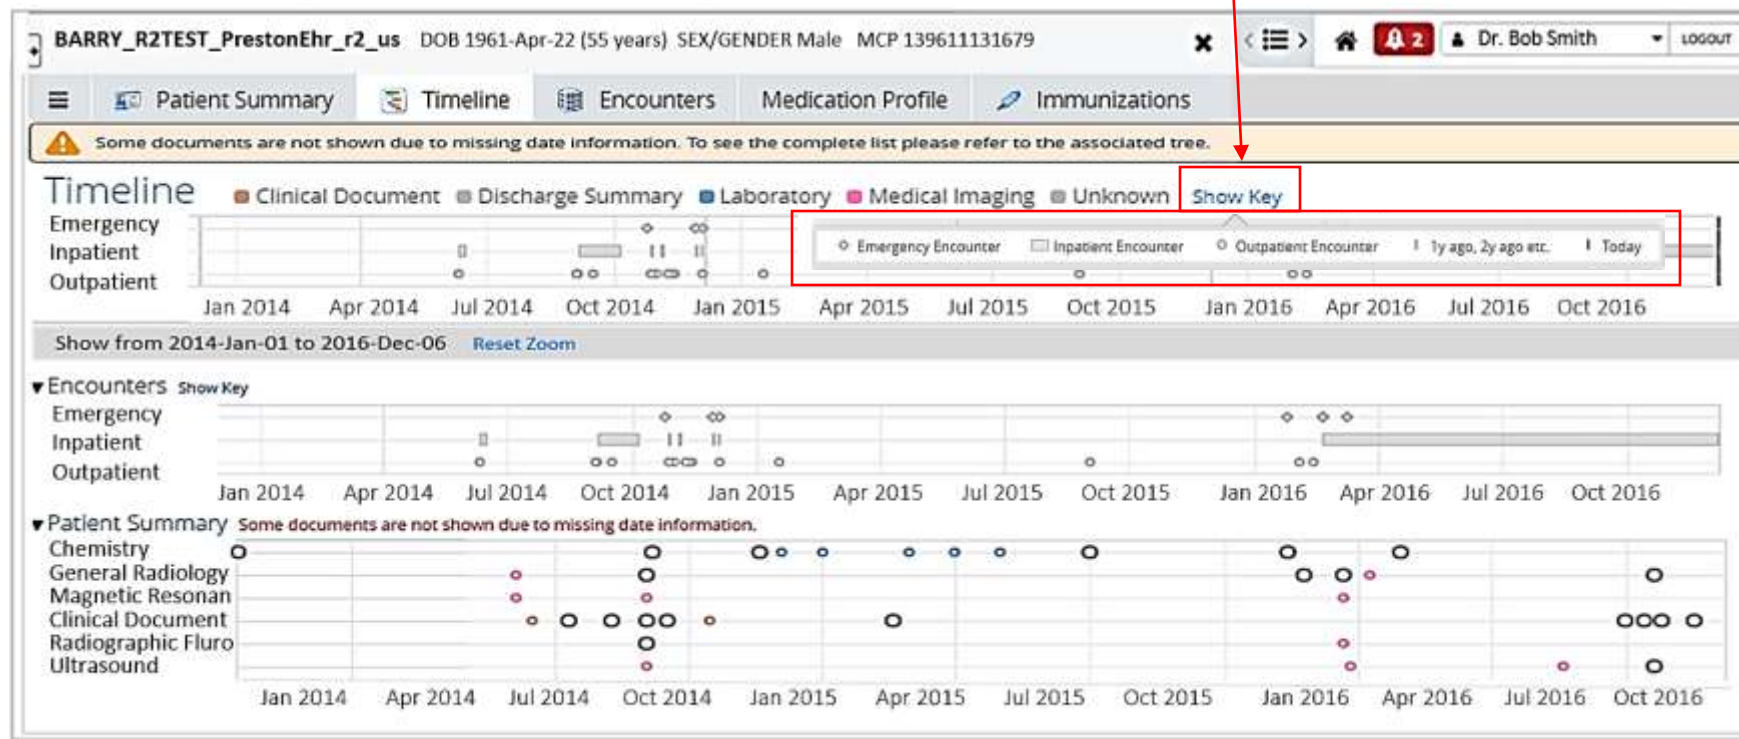 BARRY_R2TEST_PrestonEhr_r2_us DOB 1961-Apr-22 (55 years) SEX/GENDER Male MCP 139611131679 2 Dr. Bob Smith LOGOUT
Patient Summary Timeline Encounters Medication Profile Immunizations
Some documents are not shown due to missing date information. To see the complete list please refer to the associated tree.
Timeline Clinical Document Discharge Summary Laboratory Medical Imaging Unknown Show Key
Emergency
Emergency Encounter Inpatient Encounter Outpatient Encounter 1y ago, 2y ago etc. Today
Inpatient
Outpatient
Jan 2014 Apr 2014 Jul 2014 Oct 2014 Jan 2015 Apr 2015 Jul 2015 Oct 2015 Jan 2016 Apr 2016 Jul 2016 Oct 2016
Show from 2014-Jan-01 to 2016-Dec-06 Reset Zoom
Encounters Show Key
Emergency
Inpatient
Outpatient
Jan 2014 Apr 2014 Jul 2014 Oct 2014 Jan 2015 Apr 2015 Jul 2015 Oct 2015 Jan 2016 Apr 2016 Jul 2016 Oct 2016
Patient Summary Some documents are not shown due to missing date information.
Chemistry
General Radiology
Magnetic Resonan
Clinical Document
Radiographic Fluro
Ultrasound
Jan 2014 Apr 2014 Jul 2014 Oct 2014 Jan 2015 Apr 2015 Jul 2015 Oct 2015 Jan 2016 Apr 2016 Jul 2016 Oct 2016